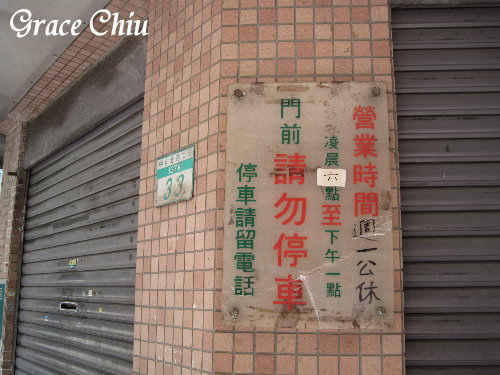 Grace Chiu
營業時間週一公休
凌晨六點至下午一點
門前請勿停車
停車請留電話
33